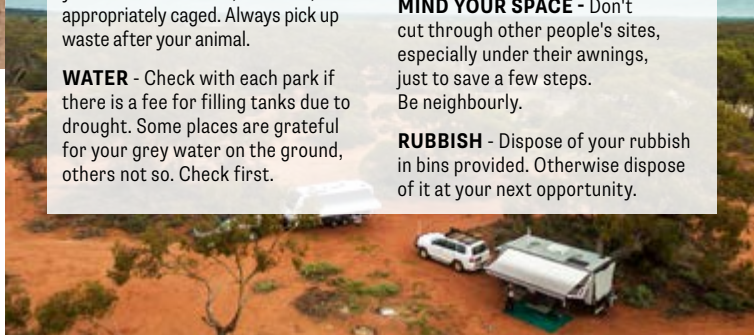 appropriately caged. Always pick up
waste after your animal.
WATER - Check with each park if
there is a fee for filling tanks due to
drought. Some places are grateful
for your grey water on the ground,
others not so. Check first.
MIND YOUR SPACE - Don't
cut through other people's sites,
especially under their awnings,
just to save a few steps.
Be neighbourly.
RUBBISH - Dispose of your rubbish
in bins provided. Otherwise dispose
of it at your next opportunity.